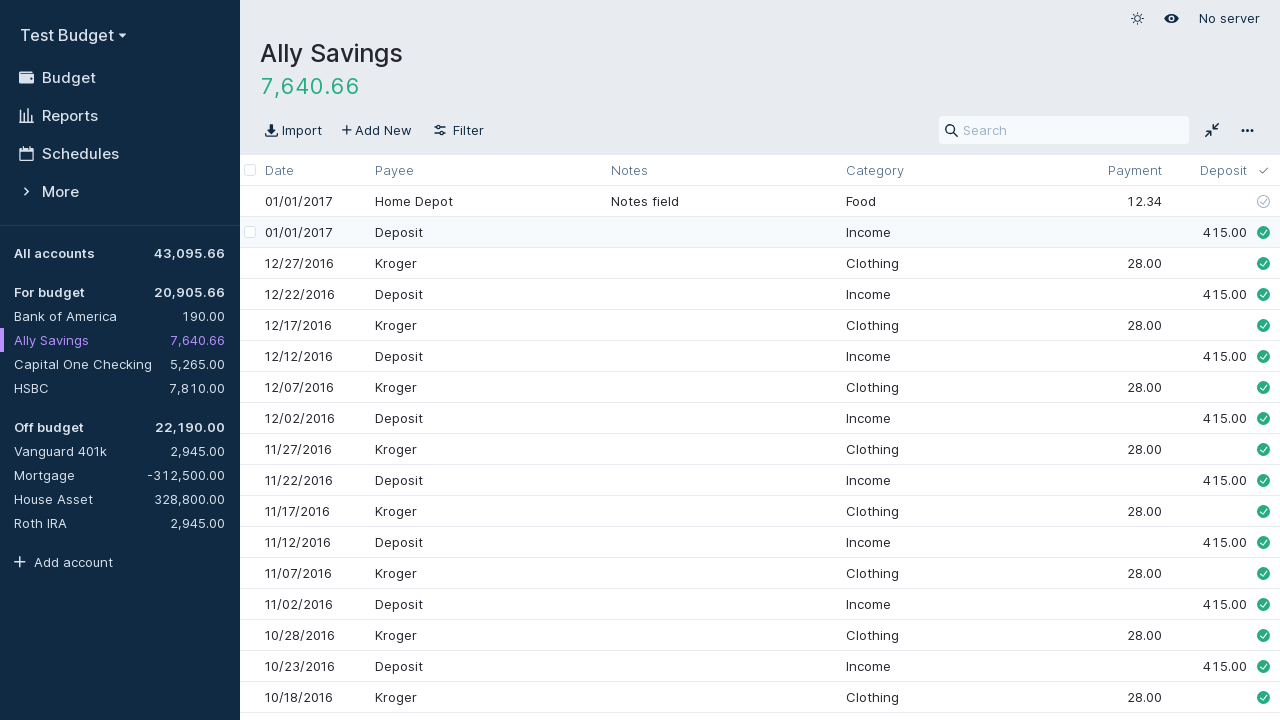 Test Budget
Budget
Reports
Schedules
More
All accounts 43,095.66
For budget 20,905.66
Bank of America 190.00
Ally Savings 7,640.66
Capital One Checking 5,265.00
HSBC 7,810.00
Off budget 22,190.00
Vanguard 401k 2,945.00
Mortgage -312,500.00
House Asset 328,800.00
Roth IRA 2,945.00
Add account
No server
Ally Savings
7,640.66
Import Add New Filter Search
Date Payee Notes Category Payment Deposit
01/01/2017 Home Depot Notes field Food 12.34
01/01/2017 Deposit Income 415.00
12/27/2016 Kroger Clothing 28.00
12/22/2016 Deposit Income 415.00
12/17/2016 Kroger Clothing 28.00
12/12/2016 Deposit Income 415.00
12/07/2016 Kroger Clothing 28.00
12/02/2016 Deposit Income 415.00
11/27/2016 Kroger Clothing 28.00
11/22/2016 Deposit Income 415.00
11/17/2016 Kroger Clothing 28.00
11/12/2016 Deposit Income 415.00
11/07/2016 Kroger Clothing 28.00
11/02/2016 Deposit Income 415.00
10/28/2016 Kroger Clothing 28.00
10/23/2016 Deposit Income 415.00
10/18/2016 Kroger Clothing 28.00